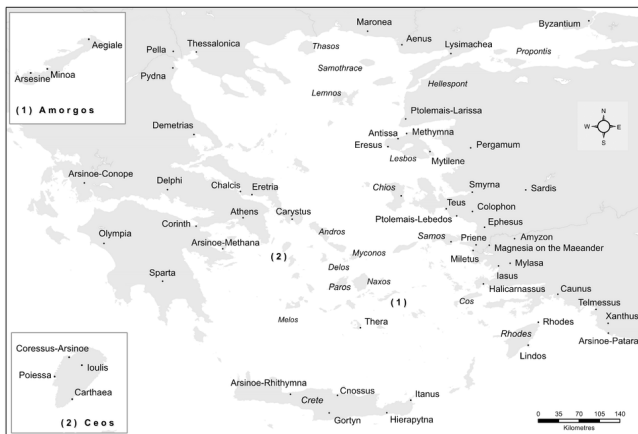 Aegiale
Minoa
Arsesine
(1) Amorgos
Maronea
Byzantium
Aenus
Pella
Thessalonica
Thasos
Lysimachea
Propontis
Pydna
Samothrace
Hellespont
Lemnos
N
W
E
S
Ptolemais-Larissa
Demetrias
Antissa
Methymna
Eresus
Pergamum
Lesbos
Mytilene
Arsinoe-Conope
Delphi
Chalcis
Eretria
Chios
Smyrna
Sardis
Teus
Colophon
Athens
Carystus
Ptolemais-Lebedos
Corinth
Ephesus
Olympia
Andros
Samos
Priene
Amyzon
Arsinoe-Methana
Magnesia on the Maeander
(2)
Myconos
Miletus
Mylasa
Delos
Iasus
Sparta
Paros
Naxos
Halicarnassus
Caunus
(1)
Cos
Telmessus
Melos
Thera
Rhodes
Xanthus
Rhodes
Arsinoe-Patara
Lindos
Coressus-Arsinoe
Ioulis
Poiessa
Carthaea
(2) Ceos
Arsinoe-Rhithymna
Cnossus
Itanus
Crete
Gortyn
Hierapytna
0 35 70 105 140
Kilometres